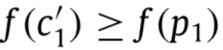 f(c′₁) ≥ f(p₁)